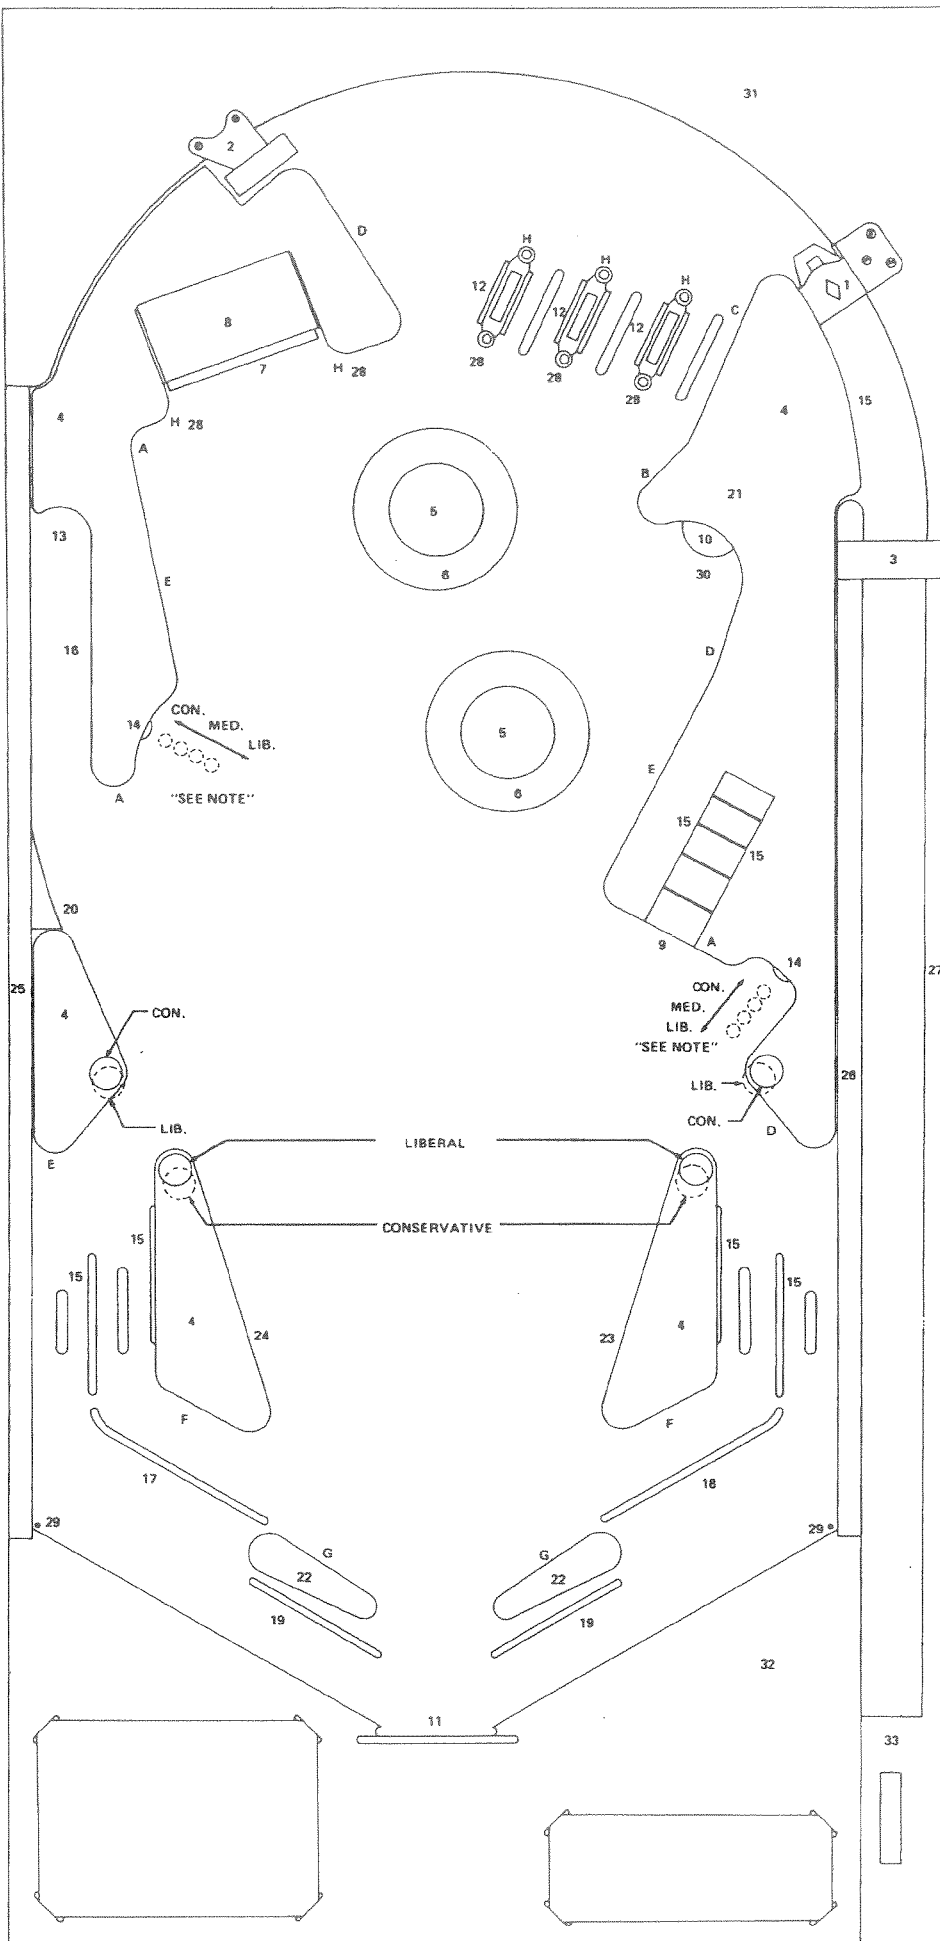 31
2
D
H
H
H
1
12
12
12
C
8
28
28
28
7
H 28
4
4
15
H 28
A
B
5
21
13
10
3
6
30
E
16
D
14
CON.
MED.
LIB.
5
A
"SEE NOTE"
E
6
15
15
20
9
A
14
25
27
4
CON.
CON.
MED.
LIB.
"SEE NOTE"
LIB.
26
CON.
LIB.
D
E
LIBERAL
CONSERVATIVE
15
15
15
15
4
24
23
4
F
F
17
18
29
29
G
G
22
22
19
19
32
11
33